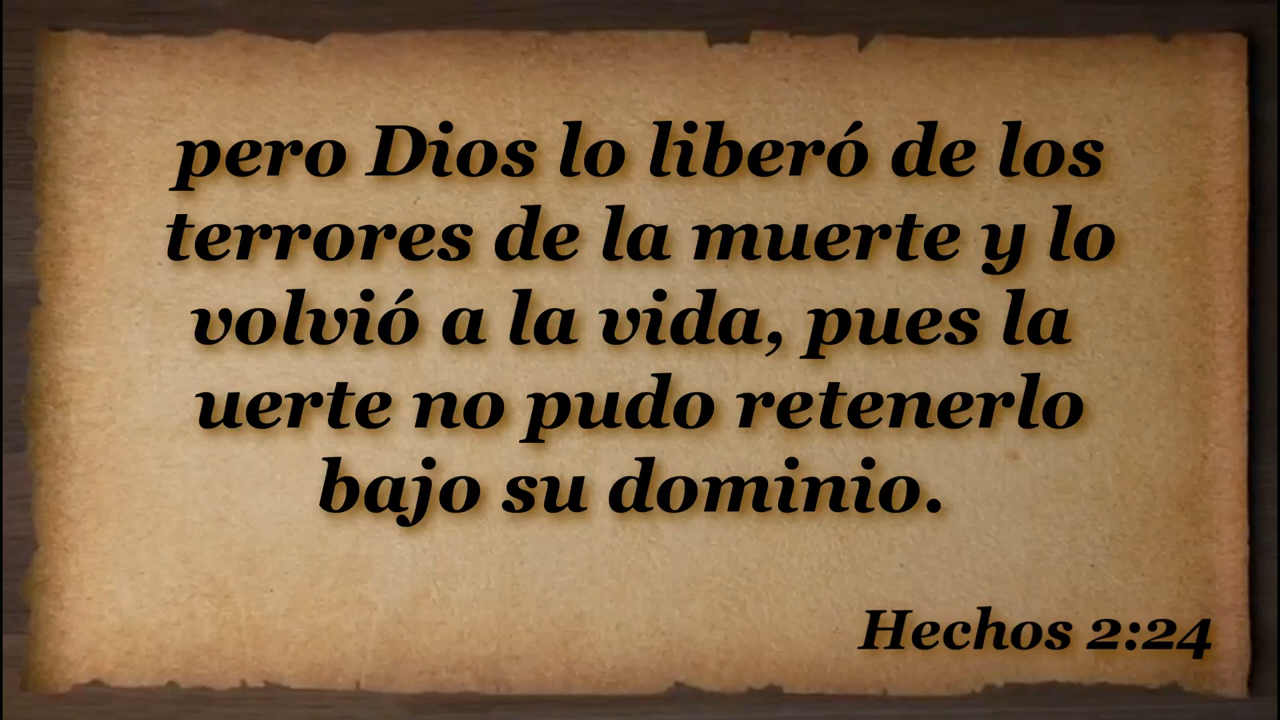 pero Dios lo liberó de los
terrores de la muerte y lo
volvió a la vida, pues la
uerte no pudo retenerlo
bajo su dominio.
Hechos 2:24